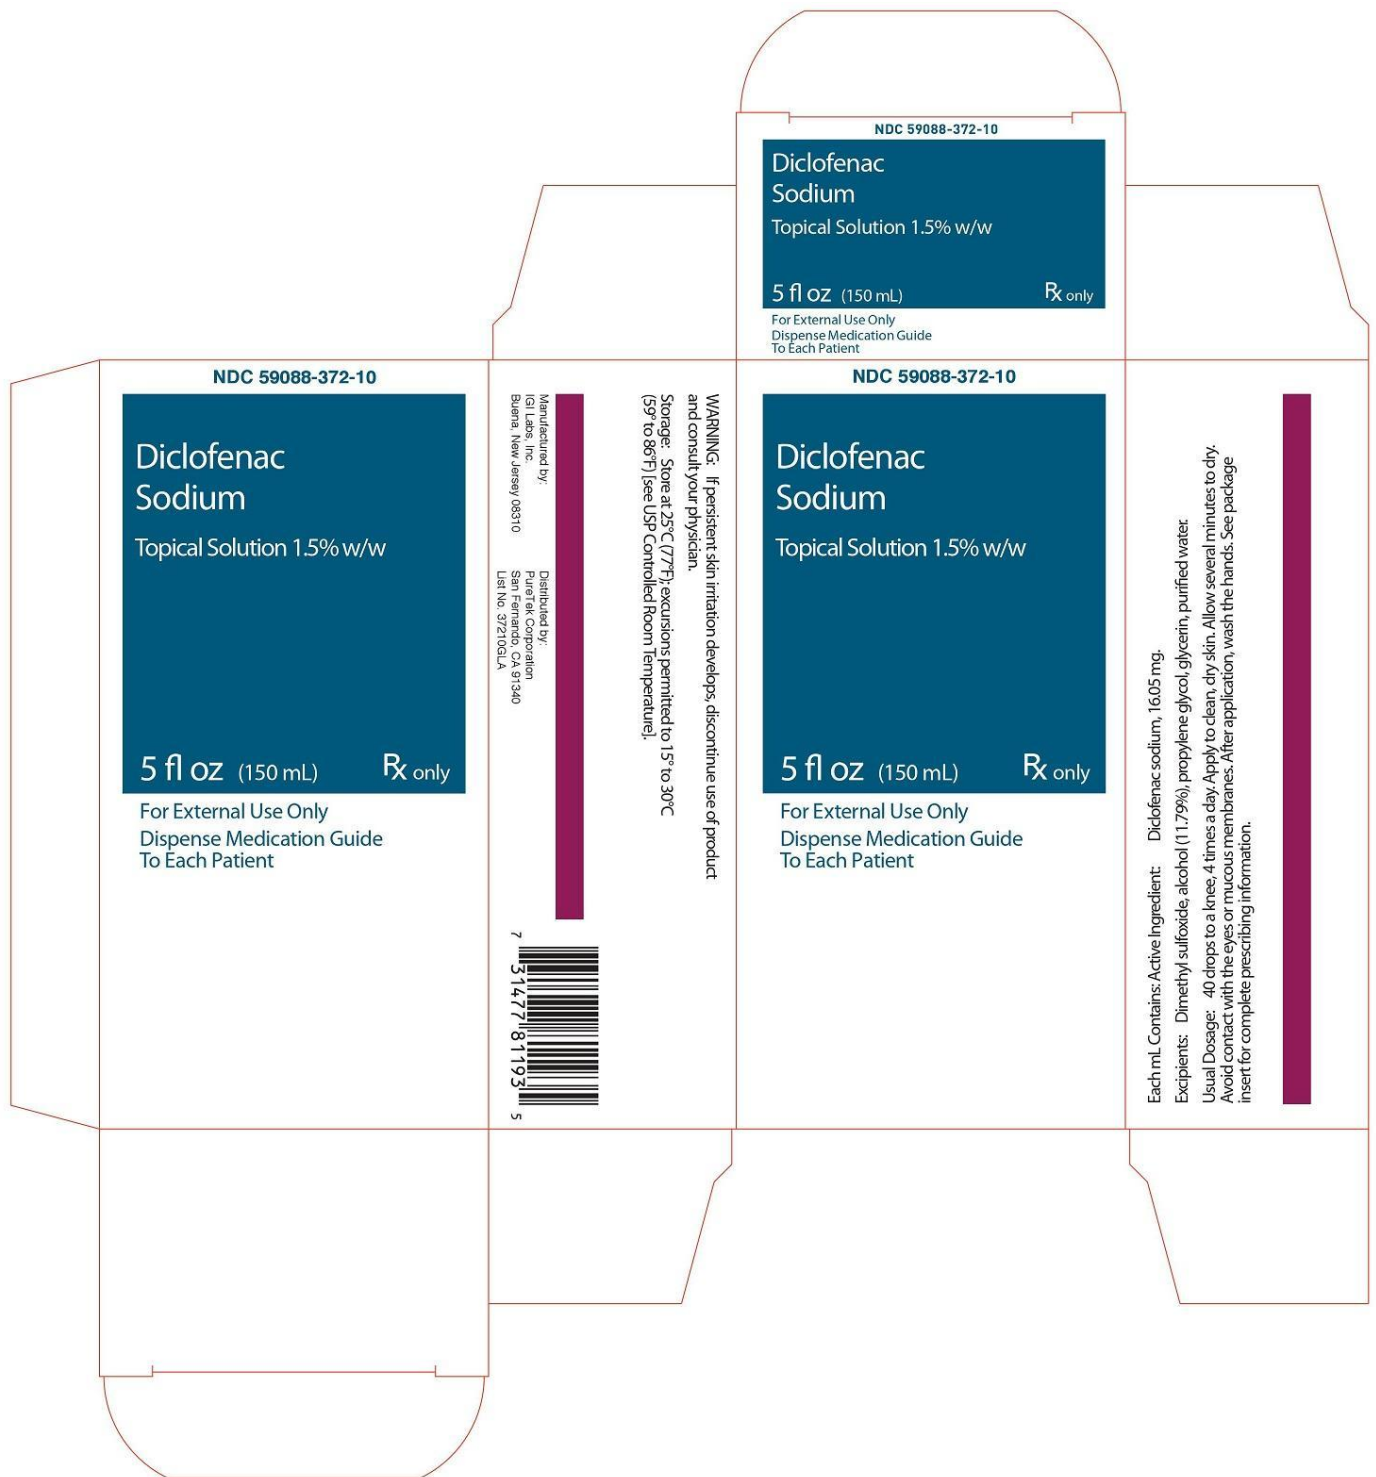 NDC 59088-372-10
Diclofenac
Sodium
Topical Solution 1.5% w/w
5 fl oz (150 mL)
Rx only
For External Use Only
Dispense Medication Guide
To Each Patient
NDC 59088-372-10
Diclofenac
Sodium
Topical Solution 1.5% w/w
5 fl oz (150 mL)
Rx only
For External Use Only
Dispense Medication Guide
To Each Patient
WARNING: If persistent skin irritation develops, discontinue use of product
and consult your physician.
Storage: Store at 25°C (77°F); excursions permitted to 15° to 30°C
(59° to 86°F) [see USP Controlled Room Temperature].
Manufactured by:
IGI Labs, Inc.
Buena, New Jersey 08310
Distributed by:
PureTek Corporation
San Fernando, CA 91340
List No. 37210GLA
7 31477 81193 5
NDC 59088-372-10
Diclofenac
Sodium
Topical Solution 1.5% w/w
5 fl oz (150 mL)
Rx only
For External Use Only
Dispense Medication Guide
To Each Patient
Each mL Contains: Active Ingredient: Diclofenac sodium, 16.05 mg.
Excipients: Dimethyl sulfoxide, alcohol (11.79%), propylene glycol, glycerin, purified water.
Usual Dosage: 40 drops to a knee, 4 times a day. Apply to clean, dry skin. Allow several minutes to dry.
Avoid contact with the eyes or mucous membranes. After application, wash the hands. See package
insert for complete prescribing information.